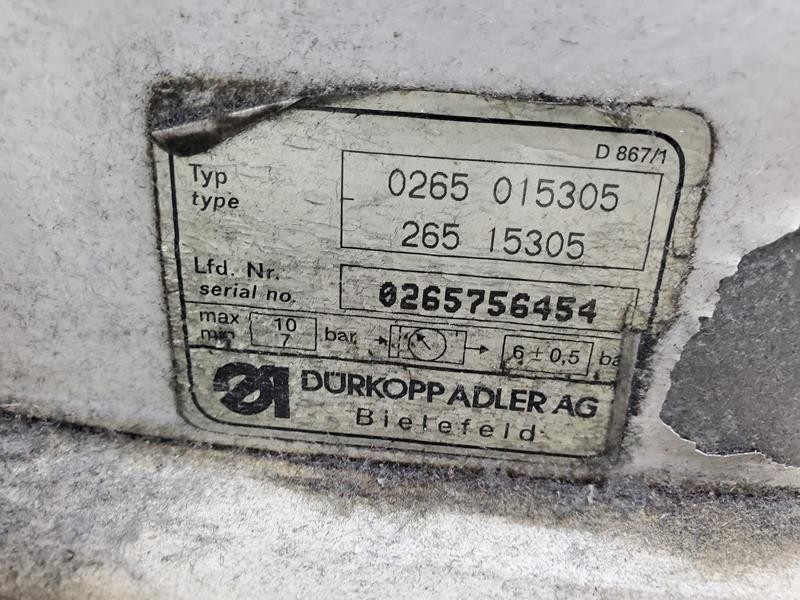 D 867/1
Typ
type
0265 015305
265 15305
Lfd. Nr.
serial no.
0265756454
max
min
10
7
bar
6 ± 0,5
DÜRKOPP ADLER AG
Bielefeld